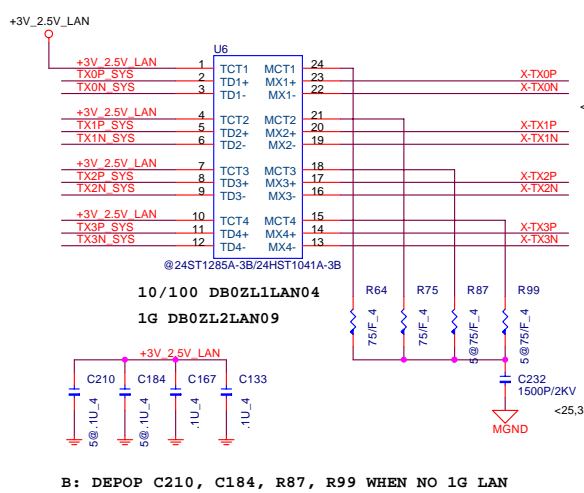 +3V_2.5V_LAN
U6
+3V_2.5V_LAN 1 TCT1 MCT1 24
TX0P_SYS 2 TD1+ MX1+ 23 X-TX0P
TX0N_SYS 3 TD1- MX1- 22 X-TX0N
<
+3V_2.5V_LAN 4 TCT2 MCT2 21
TX1P_SYS 5 TD2+ MX2+ 20 X-TX1P
TX1N_SYS 6 TD2- MX2- 19 X-TX1N
+3V_2.5V_LAN 7 TCT3 MCT3 18
TX2P_SYS 8 TD3+ MX3+ 17 X-TX2P
TX2N_SYS 9 TD3- MX3- 16 X-TX2N
+3V_2.5V_LAN 10 TCT4 MCT4 15
TX3P_SYS 11 TD4+ MX4+ 14 X-TX3P
TX3N_SYS 12 TD4- MX4- 13 X-TX3N
@24ST1285A-3B/24HST1041A-3B
10/100 DB0ZL1LAN04
1G DB0ZL2LAN09
R64 R75 R87 R99
75/F_4 75/F_4 5@75/F_4 5@75/F_4
+3V_2.5V_LAN
C210 C184 C167 C133
5@.1U_4 5@.1U_4 .1U_4 .1U_4
C232
1500P/2KV
MGND
<25,3
B: DEPOP C210, C184, R87, R99 WHEN NO 1G LAN